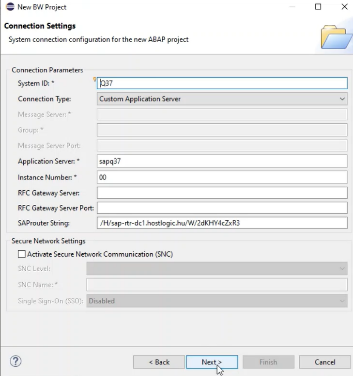 New BW Project
Connection Settings
System connection configuration for the new ABAP project
Connection Parameters
System ID: * Q37
Connection Type: Custom Application Server
Message Server: *
Group: *
Message Server Port:
Application Server: * sapq37
Instance Number: * 00
RFC Gateway Server:
RFC Gateway Server Port:
SAProuter String: /H/sap-rtr-dc1.hostlogic.hu/W/2dKHY4cZxR3
Secure Network Settings
Activate Secure Network Communication (SNC)
SNC Level:
SNC Name: *
Single Sign-On (SSO): Disabled
? < Back Next > Finish Cancel